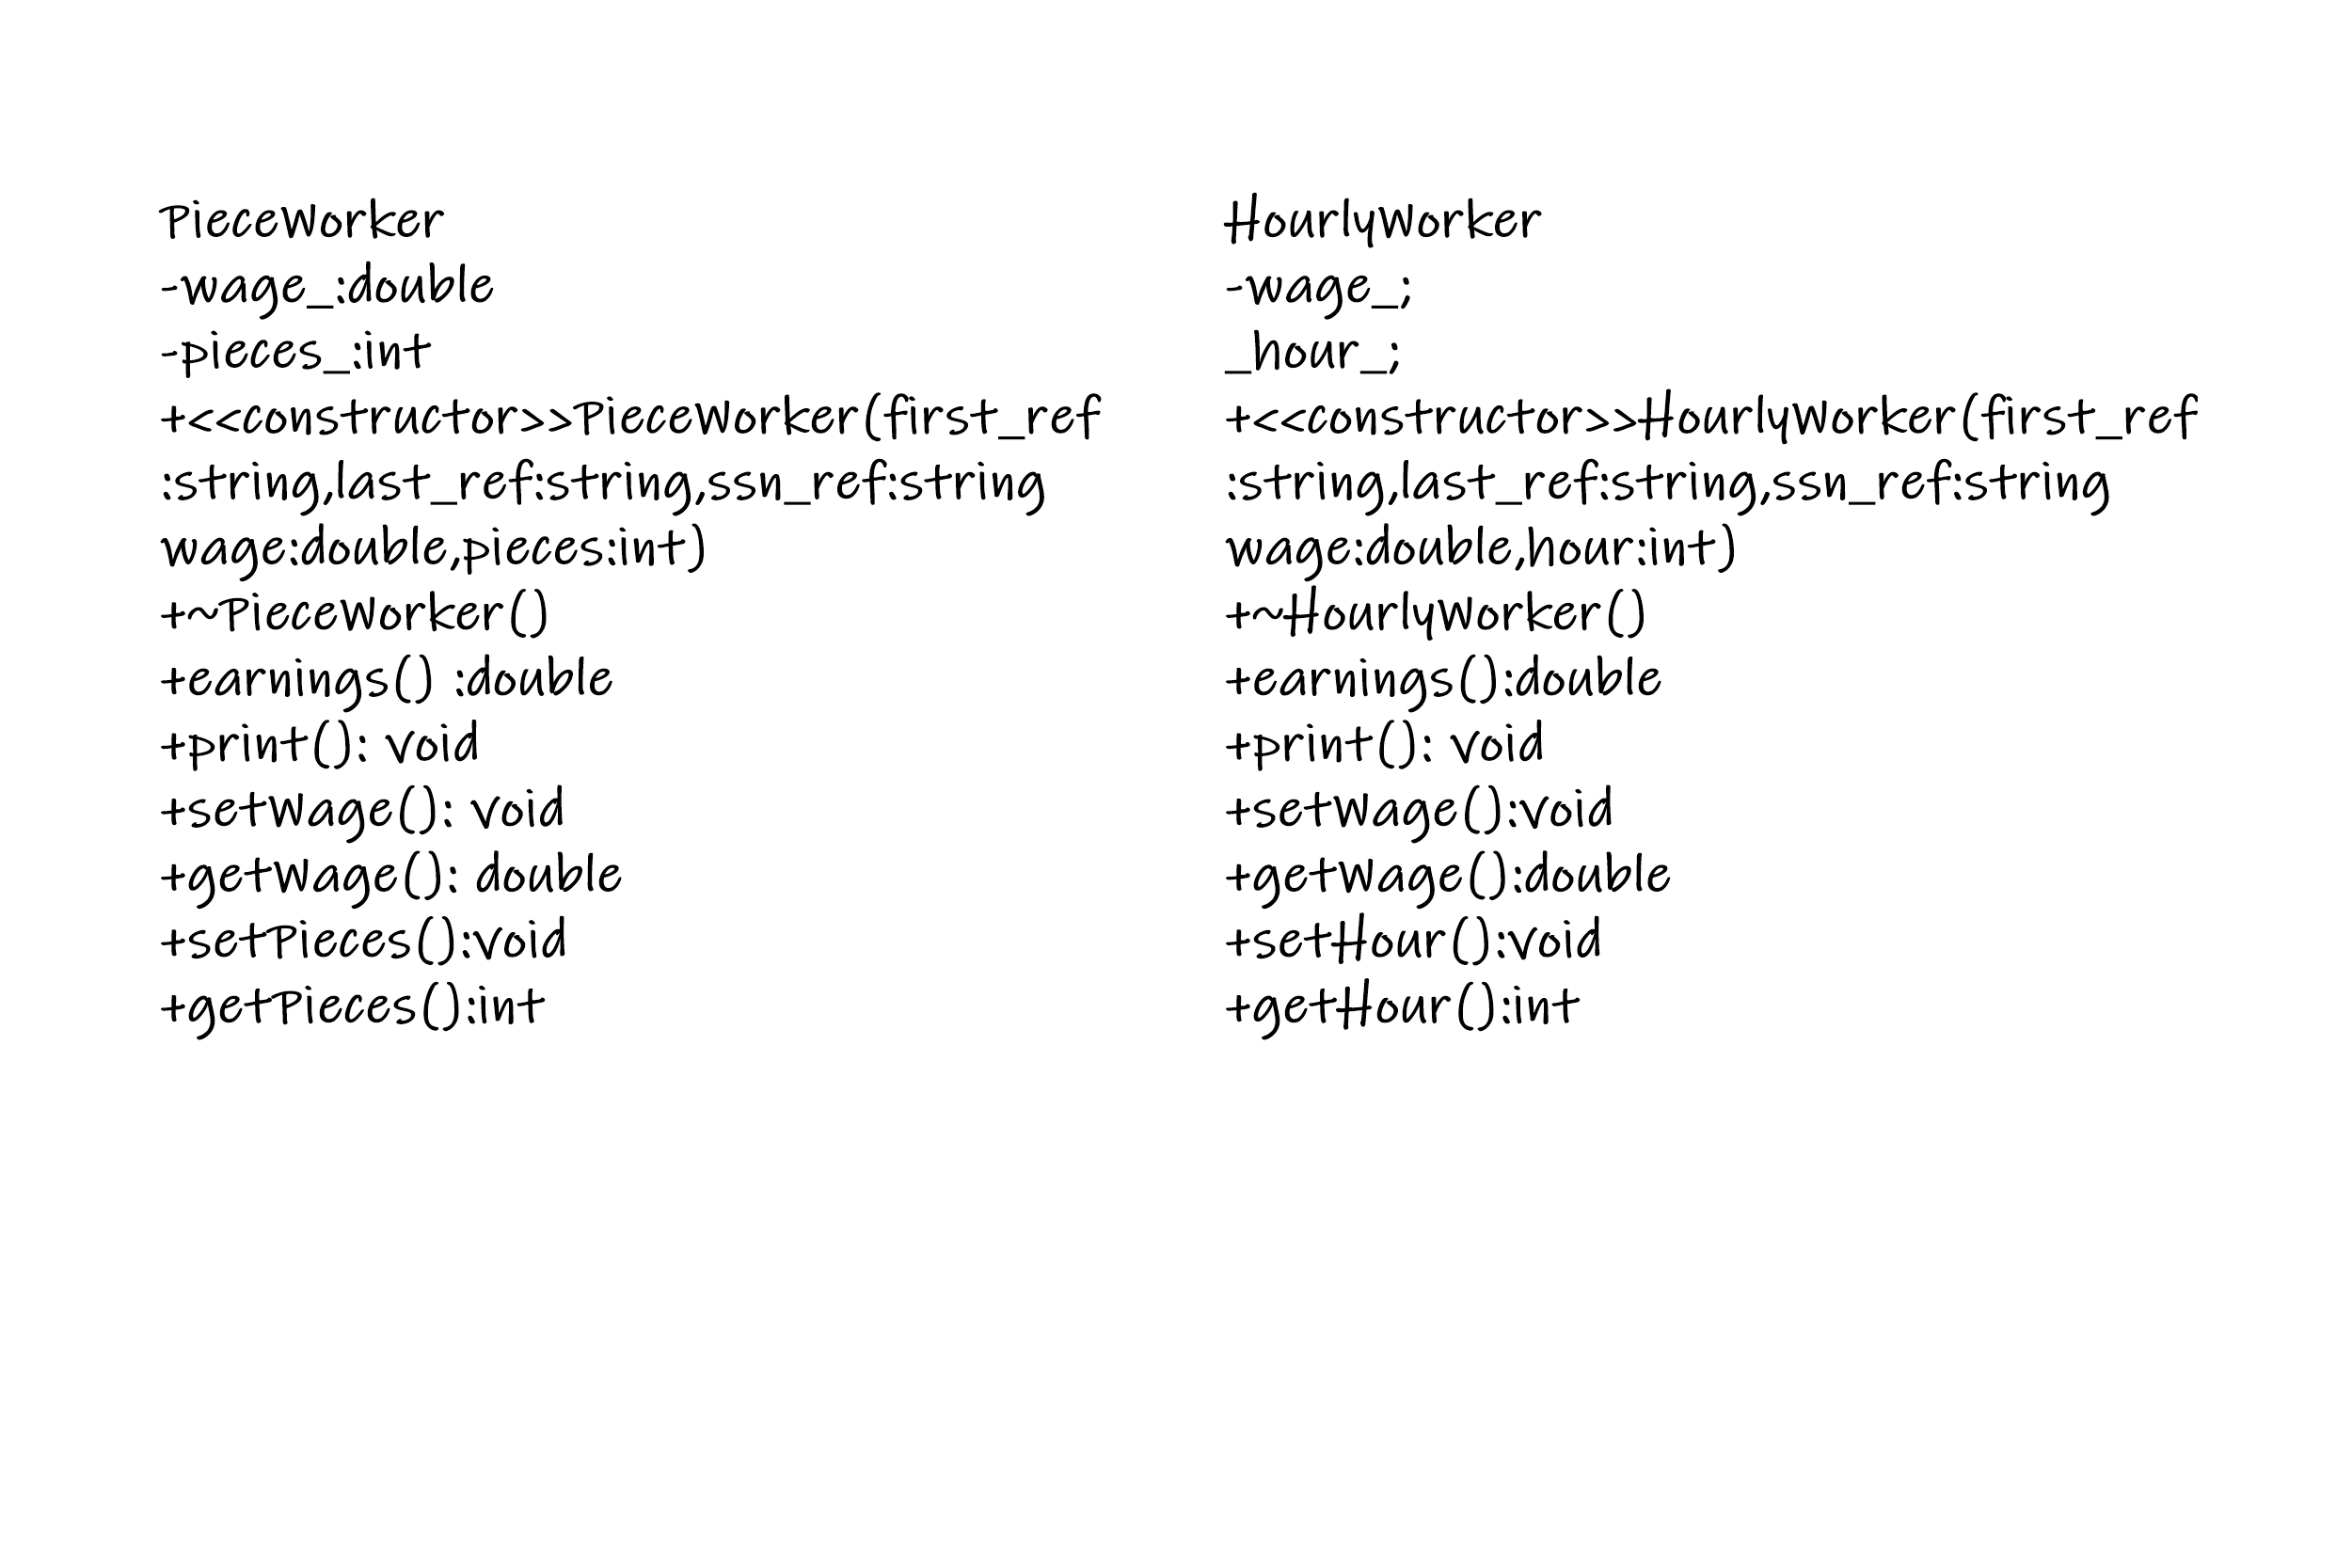 PieceWorker
-wage_:double
-pieces_:int
+<<constructor>>PieceWorker(first_ref
:string,last_ref:string,ssn_ref:string
wage:double,pieces:int)
+~PieceWorker()
+earnings() :double
+print(): void
+setWage(): void
+getWage(): double
+setPieces():void
+getPieces():int
HourlyWorker
-wage_;
_hour_;
+<<constructor>>HourlyWorker(first_ref
:string,last_ref:string,ssn_ref:string
wage:double,hour:int)
+~HourlyWorker()
+earnings():double
+print(): void
+setWage():void
+getWage():double
+setHour():void
+getHour():int